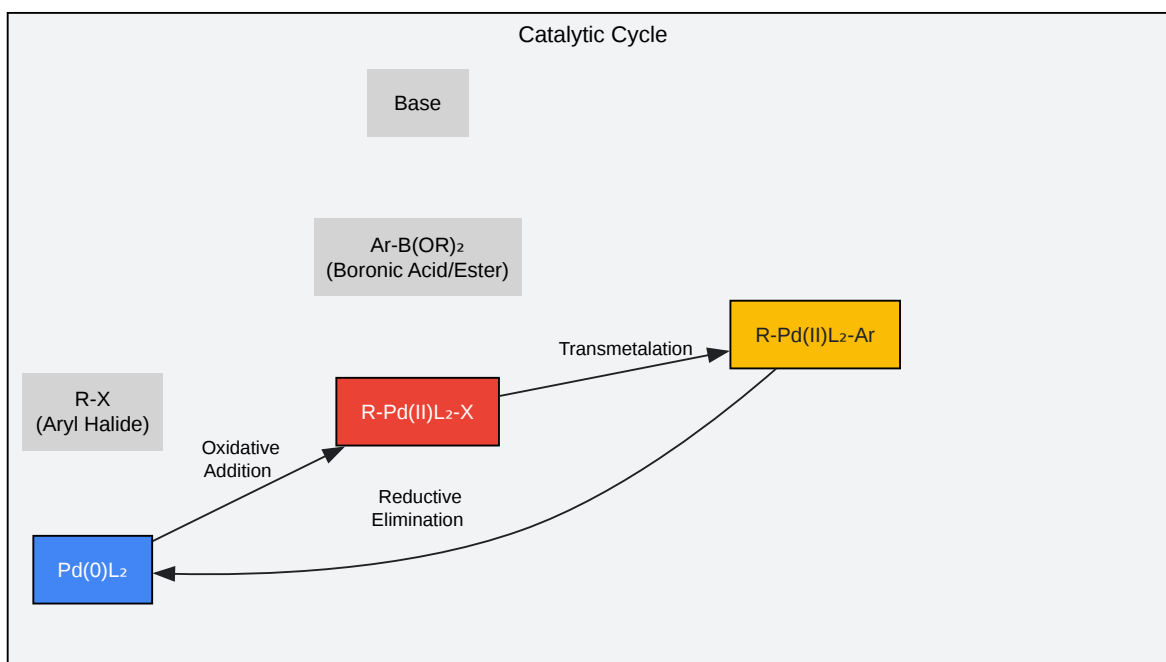 Catalytic Cycle
Base
Ar-B(OR)₂
(Boronic Acid/Ester)
R-Pd(II)L₂-Ar
Transmetalation
R-X
(Aryl Halide)
R-Pd(II)L₂-X
Oxidative
Addition
Reductive
Elimination
Pd(0)L₂